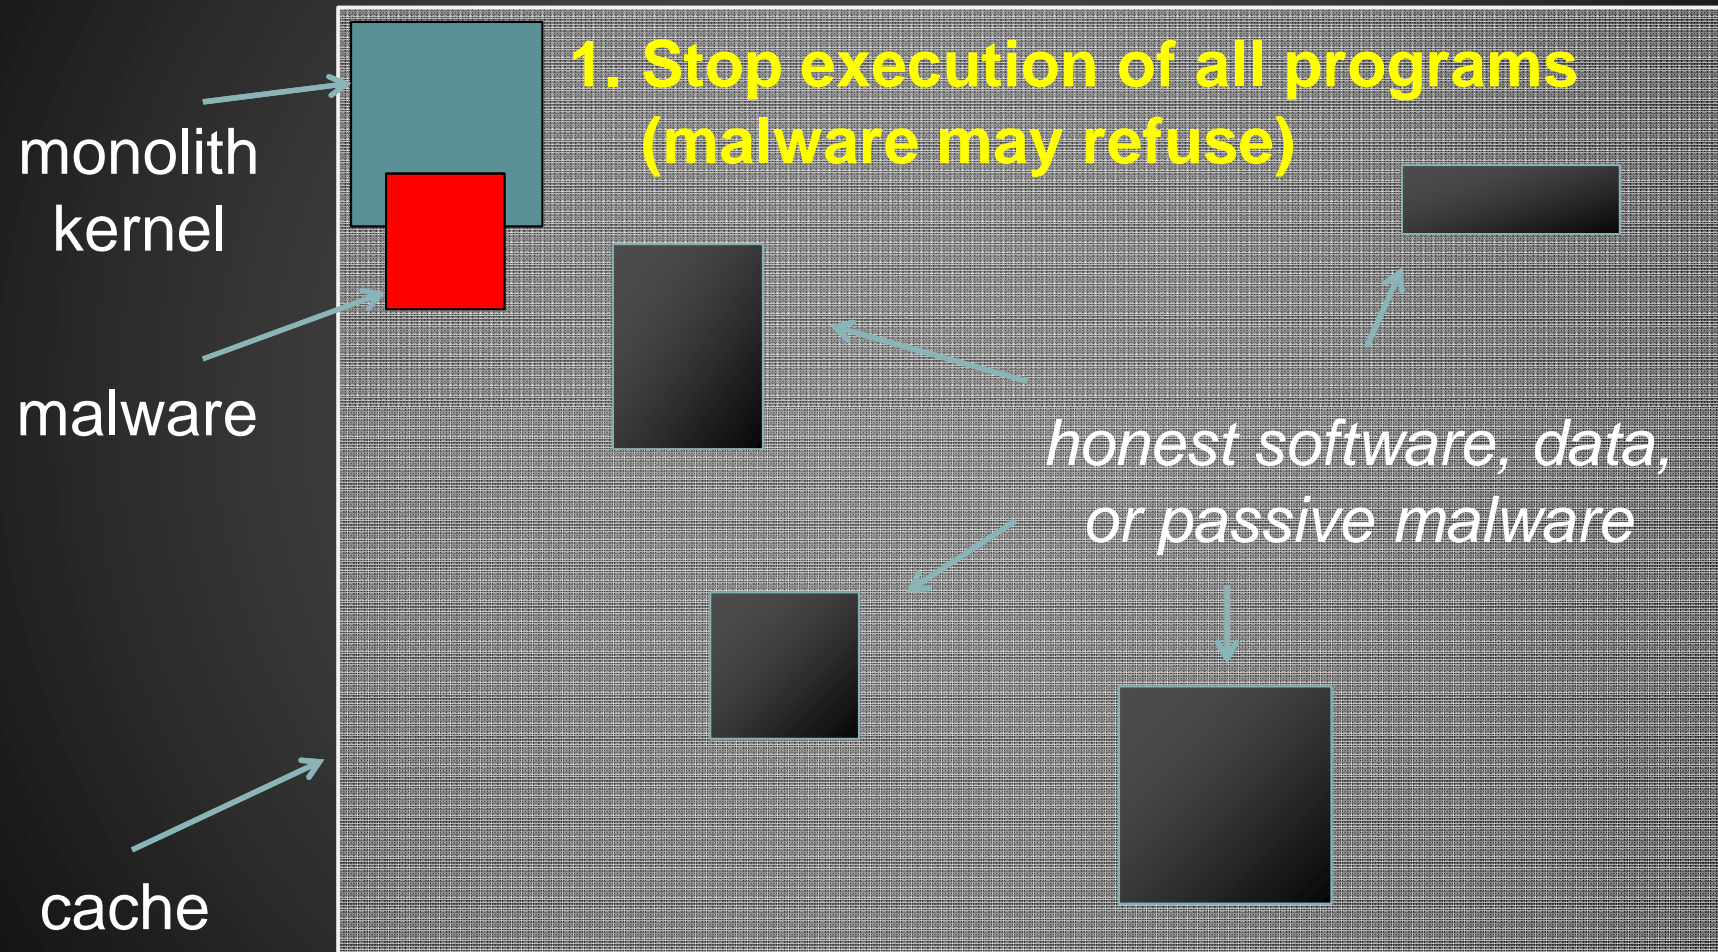 1. Stop execution of all programs
(malware may refuse)
monolith
kernel
malware
honest software, data,
or passive malware
cache